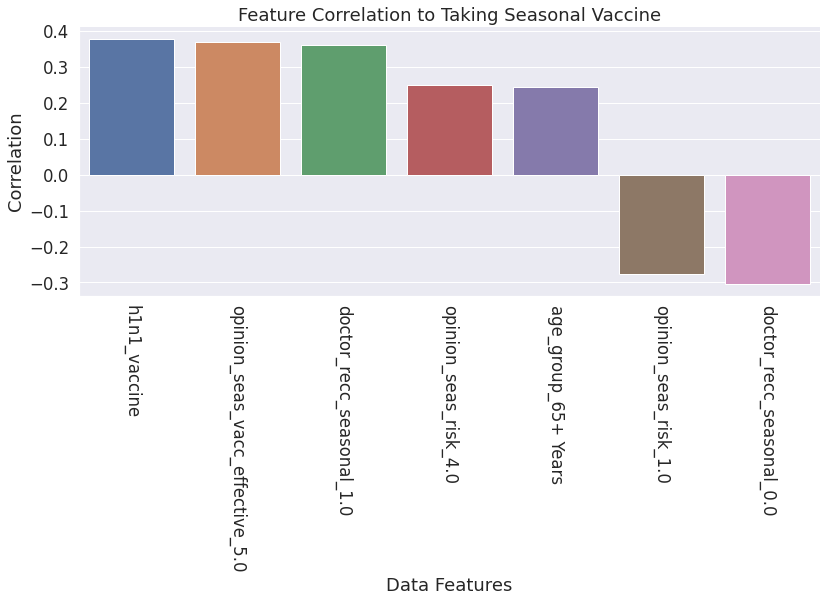 Feature Correlation to Taking Seasonal Vaccine
Correlation
0.4
0.3
0.2
0.1
0.0
−0.1
−0.2
−0.3
h1n1_vaccine
opinion_seas_vacc_effective_5.0
doctor_recc_seasonal_1.0
opinion_seas_risk_4.0
age_group_65+ Years
opinion_seas_risk_1.0
doctor_recc_seasonal_0.0
Data Features